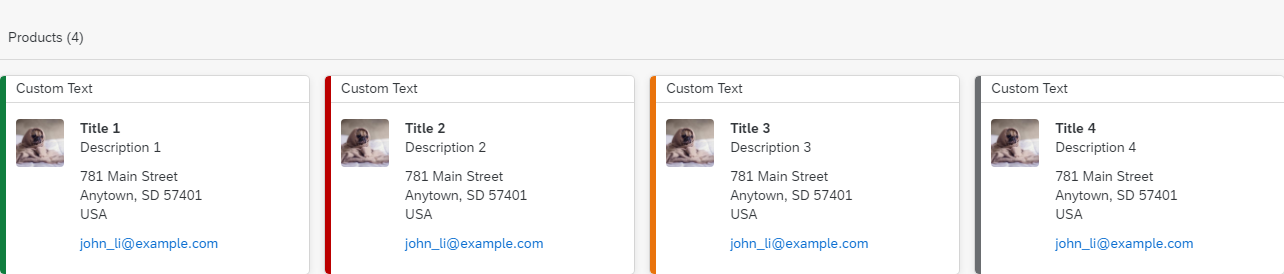 Products (4)
Custom Text
Title 1
Description 1
781 Main Street
Anytown, SD 57401
USA
john_li@example.com
Custom Text
Title 2
Description 2
781 Main Street
Anytown, SD 57401
USA
john_li@example.com
Custom Text
Title 3
Description 3
781 Main Street
Anytown, SD 57401
USA
john_li@example.com
Custom Text
Title 4
Description 4
781 Main Street
Anytown, SD 57401
USA
john_li@example.com